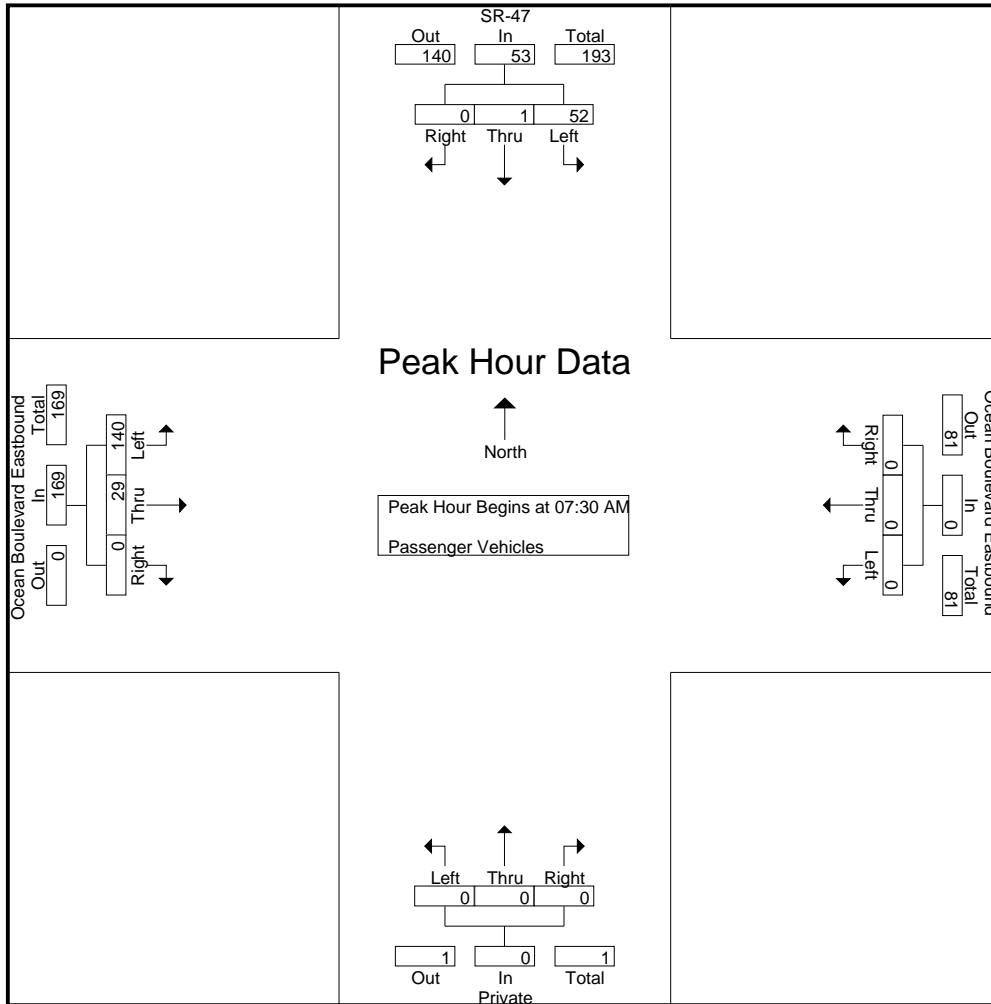 SR-47
Out In Total
140 53 193
0 1 52
Right Thru Left
Peak Hour Data
North
Peak Hour Begins at 07:30 AM
Passenger Vehicles
Ocean Boulevard Eastbound
Total In Out
169 169 0
140 29 0
Left Thru Right
Ocean Boulevard Eastbound
Out In Total
81 0 81
0 0 0
Right Thru Left
Left Thru Right
0 0 0
1 0 1
Out In Total
Private